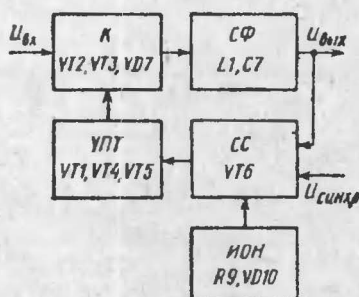 Uвх
К
VT2, VT3, VD7
СФ
L1, C7
Uвых
УПТ
VT1, VT4, VT5
СС
VT6
Uсинхр
ИОН
R9, VD10